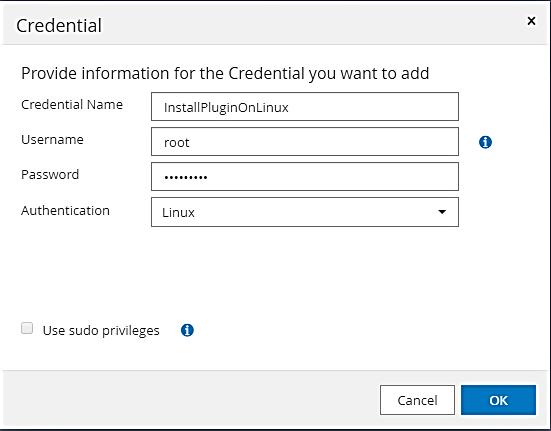 Credential
×
Provide information for the Credential you want to add
Credential Name InstallPluginOnLinux
Username root
Password •••••••••
Authentication Linux
Use sudo privileges
Cancel OK